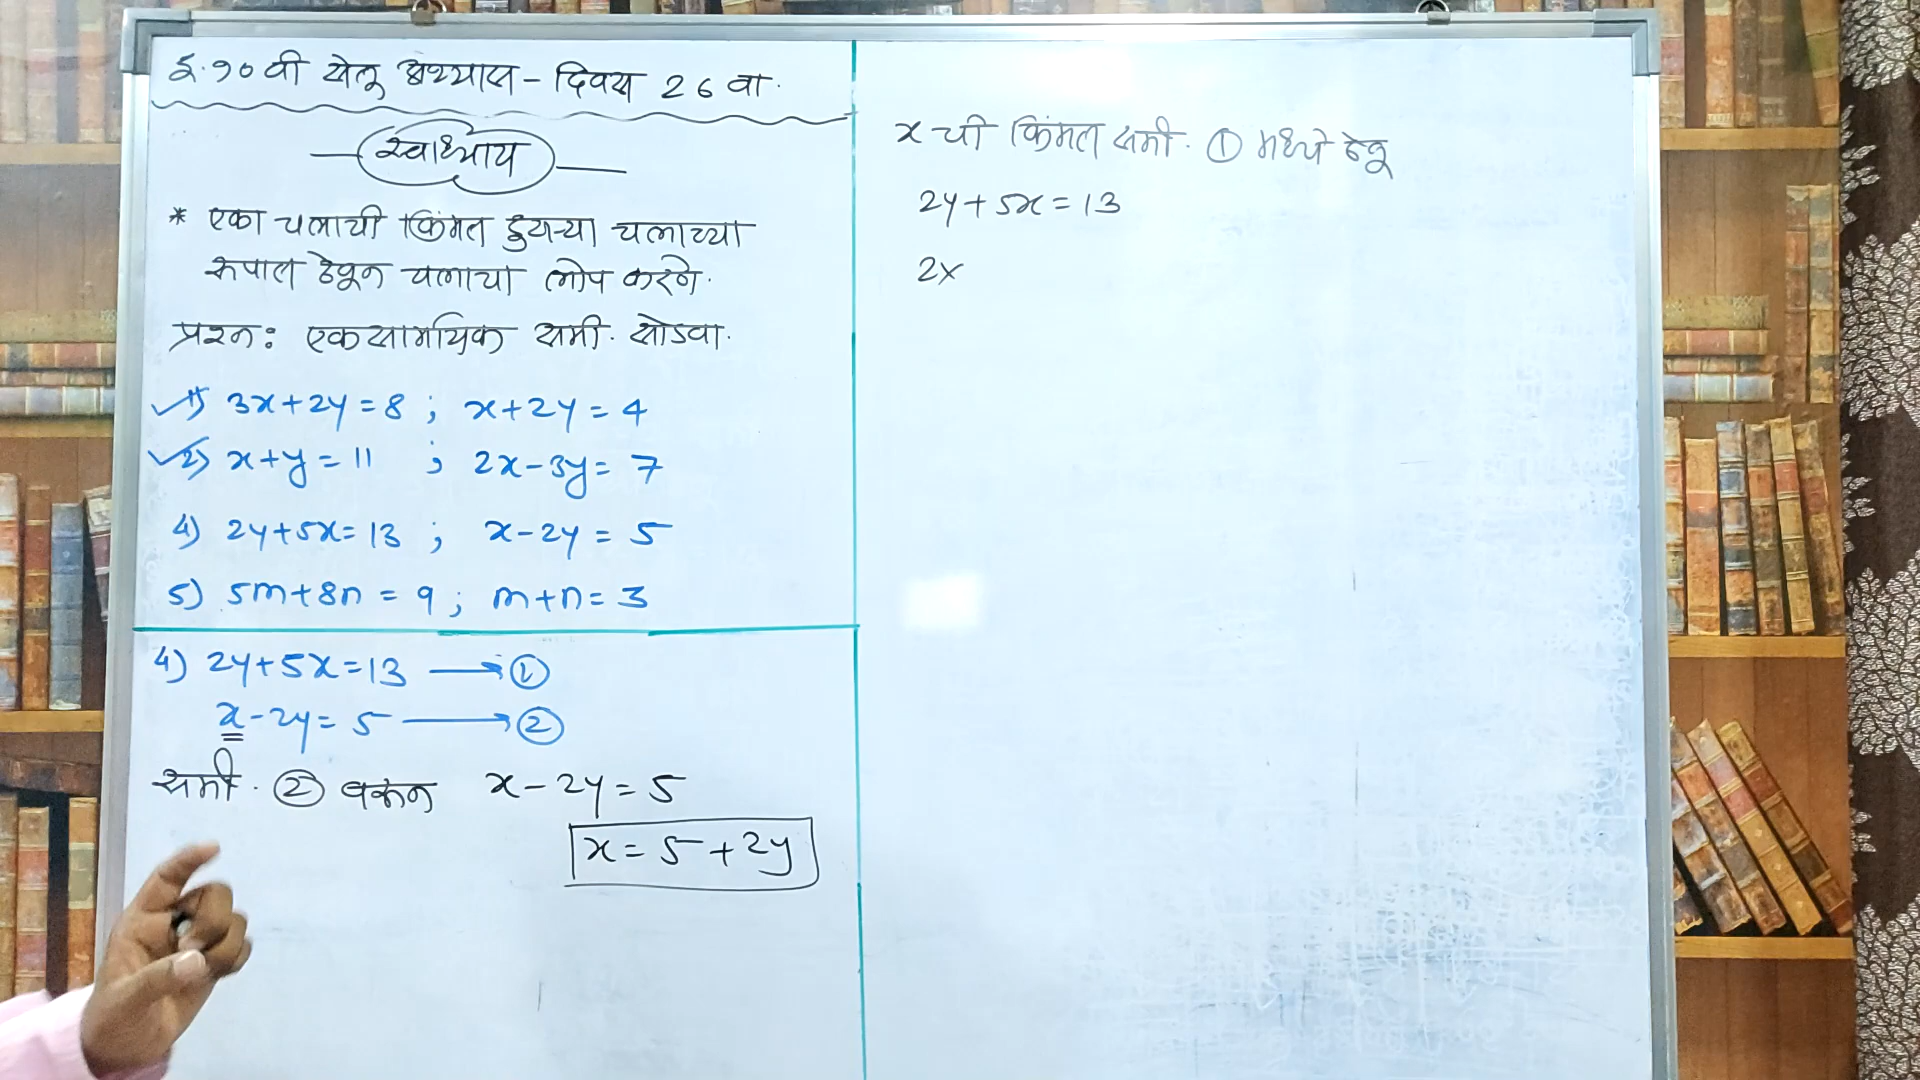 इ. १० वी सेतू अभ्यास - दिवस 26 वा.
स्वाध्याय
* एका चलाची किंमत दुसऱ्या चलाच्या
रूपात ठेवून चलाचा लोप करणे.
प्रश्न: एकसामयिक समी. सोडवा.
1) 3x+2y=8 ; x+2y=4
2) x+y=11 ; 2x-3y=7
4) 2y+5x=13 ; x-2y=5
5) 5m+8n=9 ; m+n=3
4) 2y+5x=13 → ①
x-2y=5 → ②
समी. ② वरून x-2y=5
x=5+2y
x ची किंमत समी. ① मध्ये ठेवू
2y+5x=13
2x